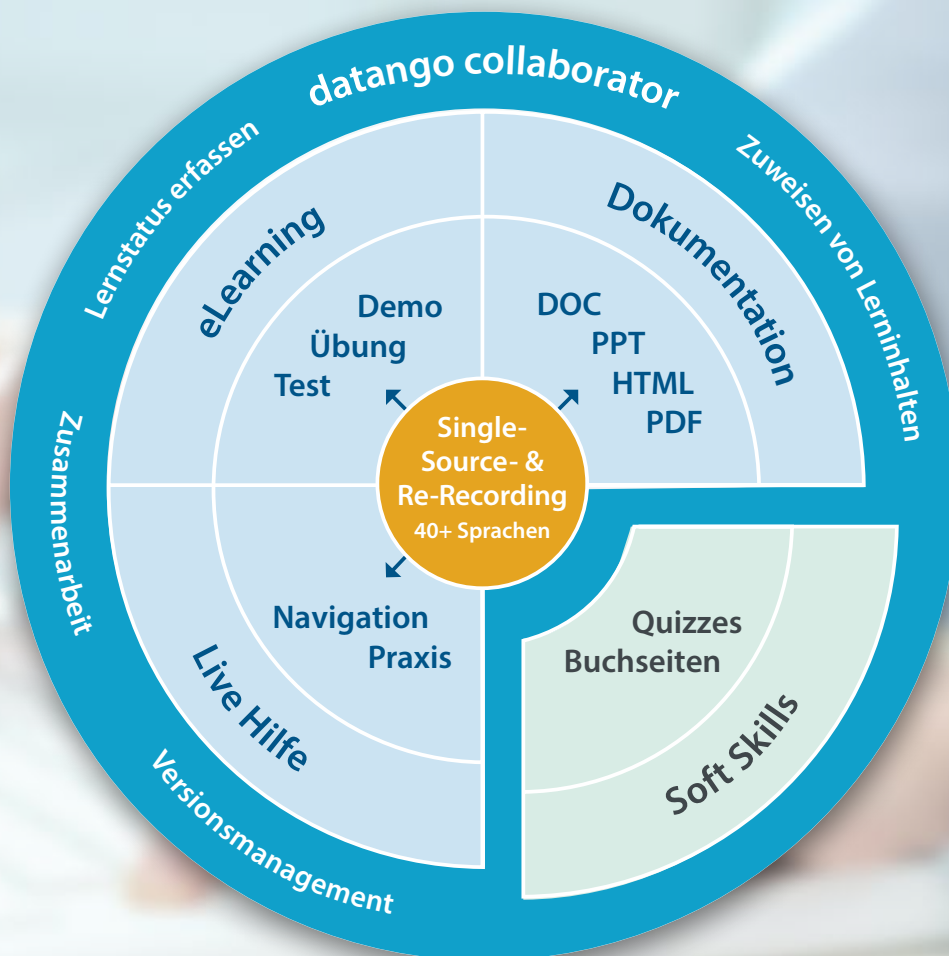 datango collaborator
Lernstatus erfassen
Zuweisen von Lerninhalten
Zusammenarbeit
Versionsmanagement
eLearning
Demo
Übung
Test
Dokumentation
DOC
PPT
HTML
PDF
Single-
Source- &
Re-Recording
40+ Sprachen
Navigation
Praxis
Live Hilfe
Quizzes
Buchseiten
Soft Skills